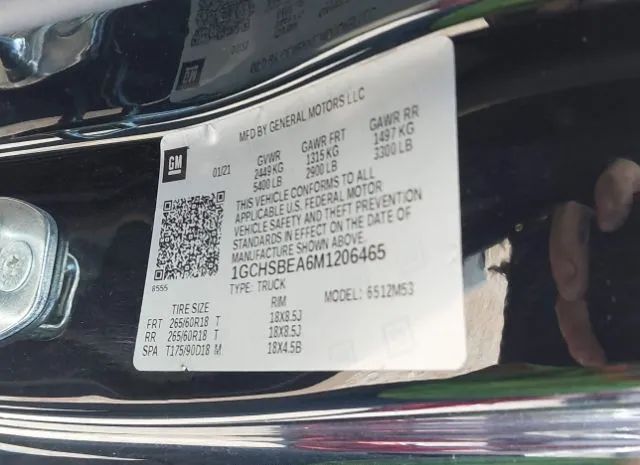 MFD BY GENERAL MOTORS LLC
GM
01/21
GVWR GAWR FRT GAWR RR
2449 KG 1315 KG 1497 KG
5400 LB 2900 LB 3300 LB
THIS VEHICLE CONFORMS TO ALL
APPLICABLE U.S. FEDERAL MOTOR
VEHICLE SAFETY AND THEFT PREVENTION
STANDARDS IN EFFECT ON THE DATE OF
MANUFACTURE SHOWN ABOVE.
1GCHSBEA6M1206465
TYPE: TRUCK MODEL: 6512M53
8555
TIRE SIZE RIM
FRT 265/60R18 T 18X8.5J
RR 265/60R18 T 18X8.5J
SPA T175/90D18 M 18X4.5B